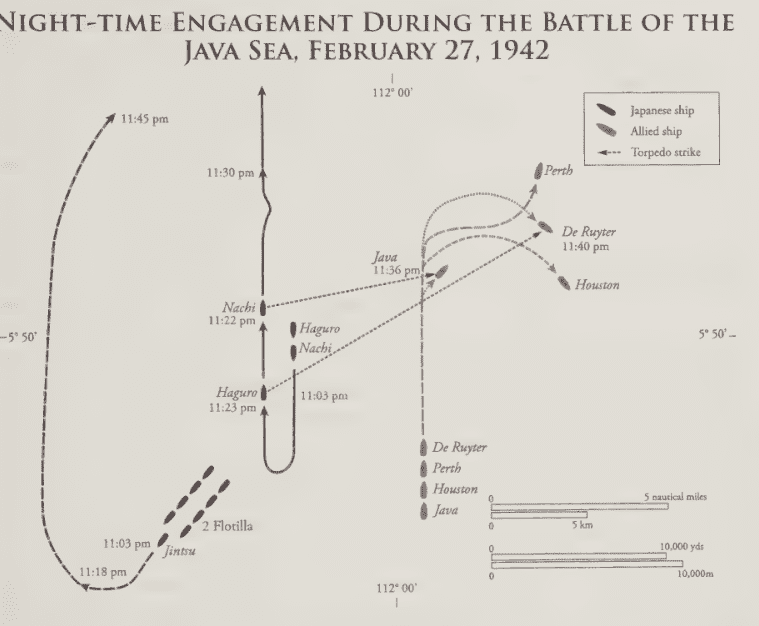 NIGHT-TIME ENGAGEMENT DURING THE BATTLE OF THE
JAVA SEA, FEBRUARY 27, 1942
112° 00'
Japanese ship
Allied ship
Torpedo strike
11:45 pm
11:30 pm
Perth
De Ruyter
11:40 pm
Java
11:36 pm
Houston
Nachi
11:22 pm
Haguro
Nachi
5° 50'
5° 50'
Haguro
11:23 pm
11:03 pm
De Ruyter
Perth
Houston
Java
2 Flotilla
11:03 pm
Jintsu
11:18 pm
0 5 nautical miles
0 5 km
0 10,000 yds
0 10,000m
112° 00'